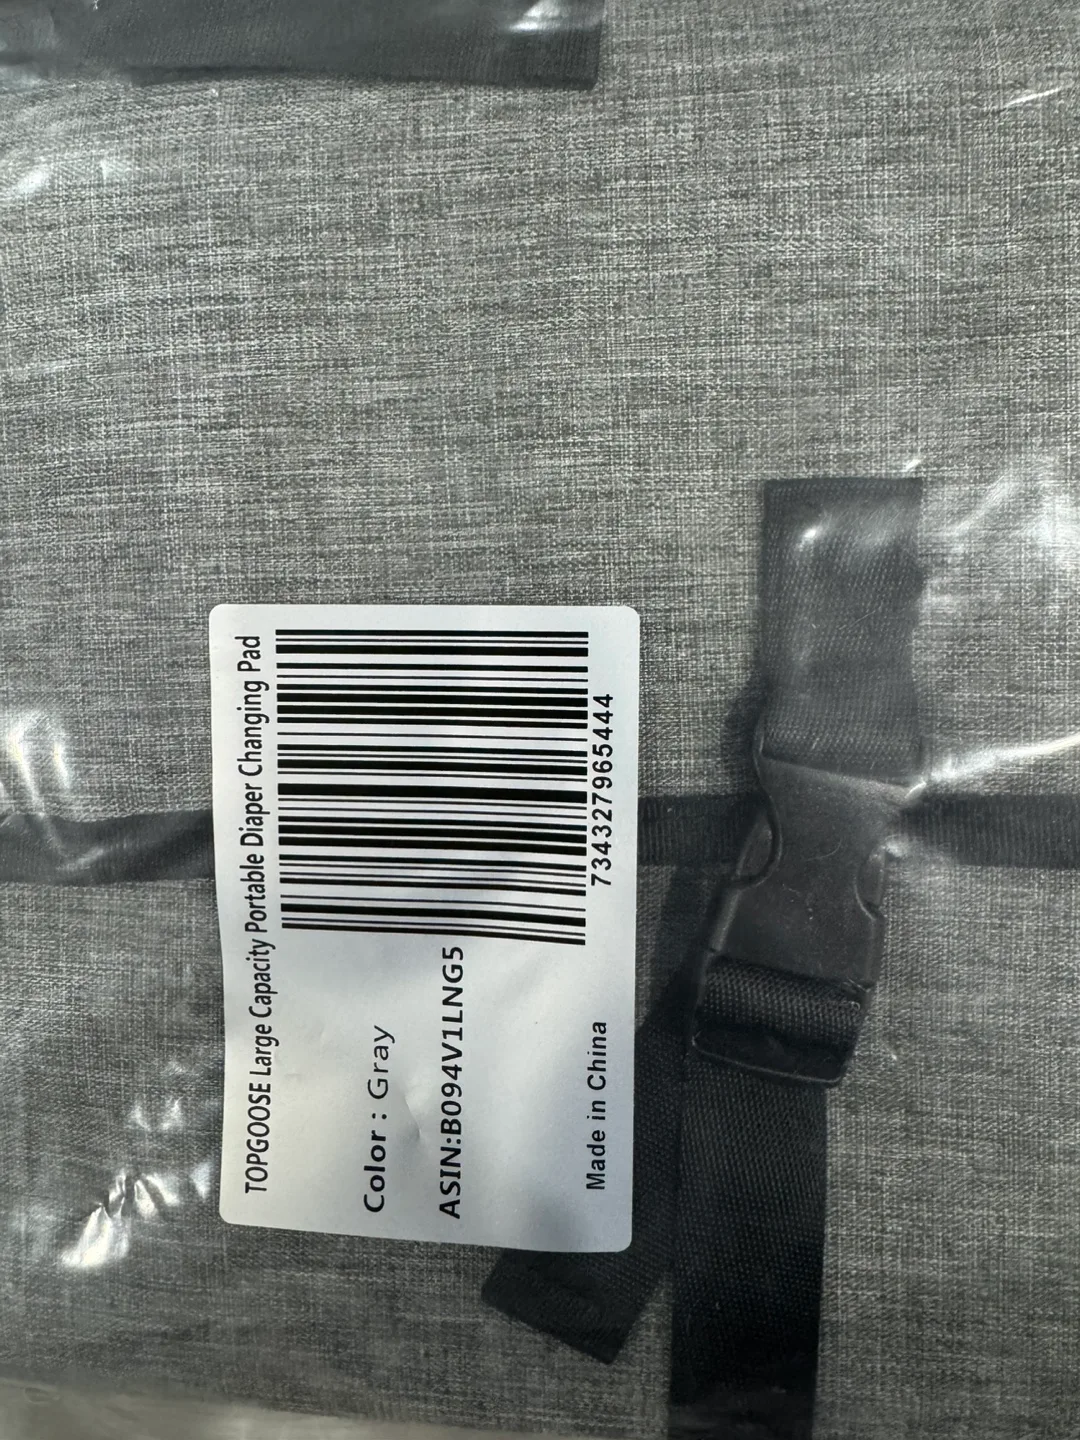 TOPGOOSE Large Capacity Portable Diaper Changing Pad
Color : Gray
ASIN:B094V1LNG5
734327965444
Made in China